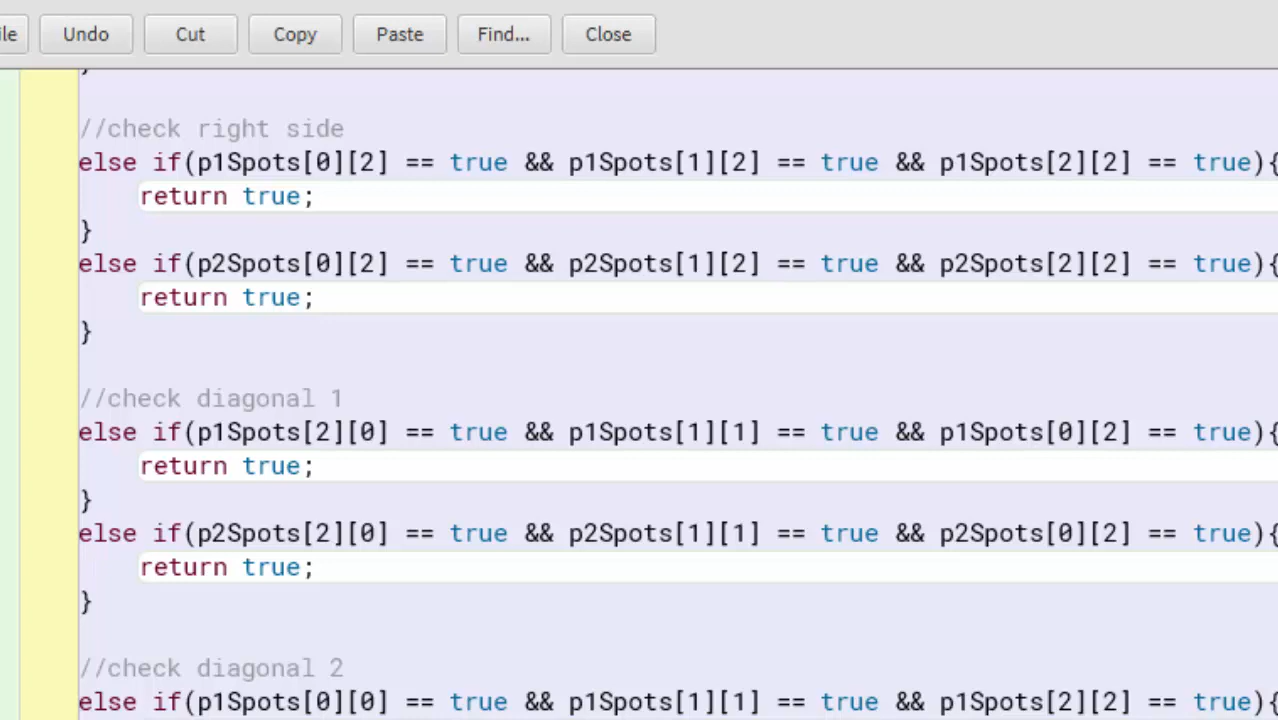 ile Undo Cut Copy Paste Find... Close
}
//check right side
else if(p1Spots[0][2] == true && p1Spots[1][2] == true && p1Spots[2][2] == true){
return true;
}
else if(p2Spots[0][2] == true && p2Spots[1][2] == true && p2Spots[2][2] == true){
return true;
}
//check diagonal 1
else if(p1Spots[2][0] == true && p1Spots[1][1] == true && p1Spots[0][2] == true){
return true;
}
else if(p2Spots[2][0] == true && p2Spots[1][1] == true && p2Spots[0][2] == true){
return true;
}
//check diagonal 2
else if(p1Spots[0][0] == true && p1Spots[1][1] == true && p1Spots[2][2] == true){